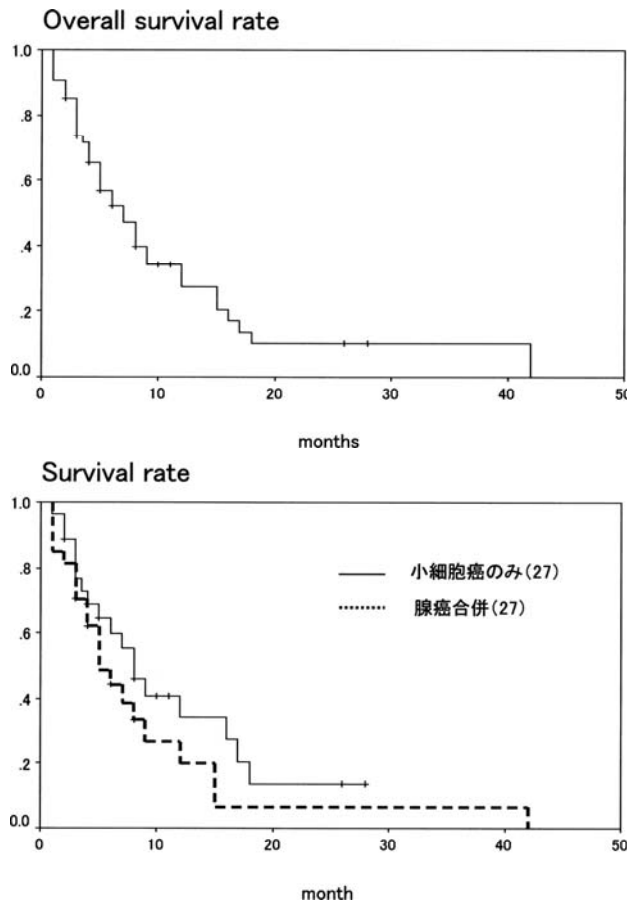 Overall survival rate
1.0
.8
.6
.4
.2
0.0
0 10 20 30 40 50
months
Survival rate
1.0
.8
.6
.4
.2
0.0
小細胞癌のみ(27)
腺癌合併(27)
0 10 20 30 40 50
month